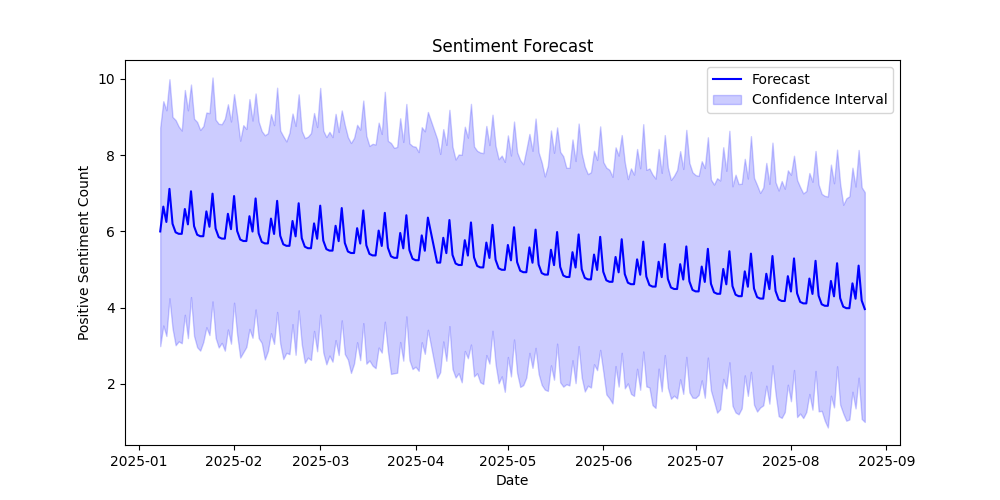 Sentiment Forecast
Forecast
Confidence Interval
Positive Sentiment Count
10
8
6
4
2
2025-01 2025-02 2025-03 2025-04 2025-05 2025-06 2025-07 2025-08 2025-09
Date